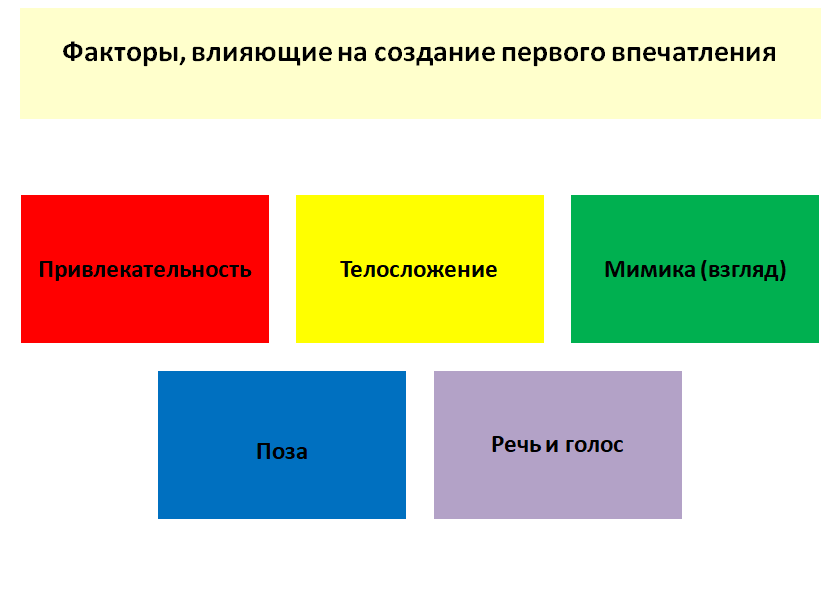 Факторы, влияющие на создание первого впечатления
Привлекательность
Телосложение
Мимика (взгляд)
Поза
Речь и голос